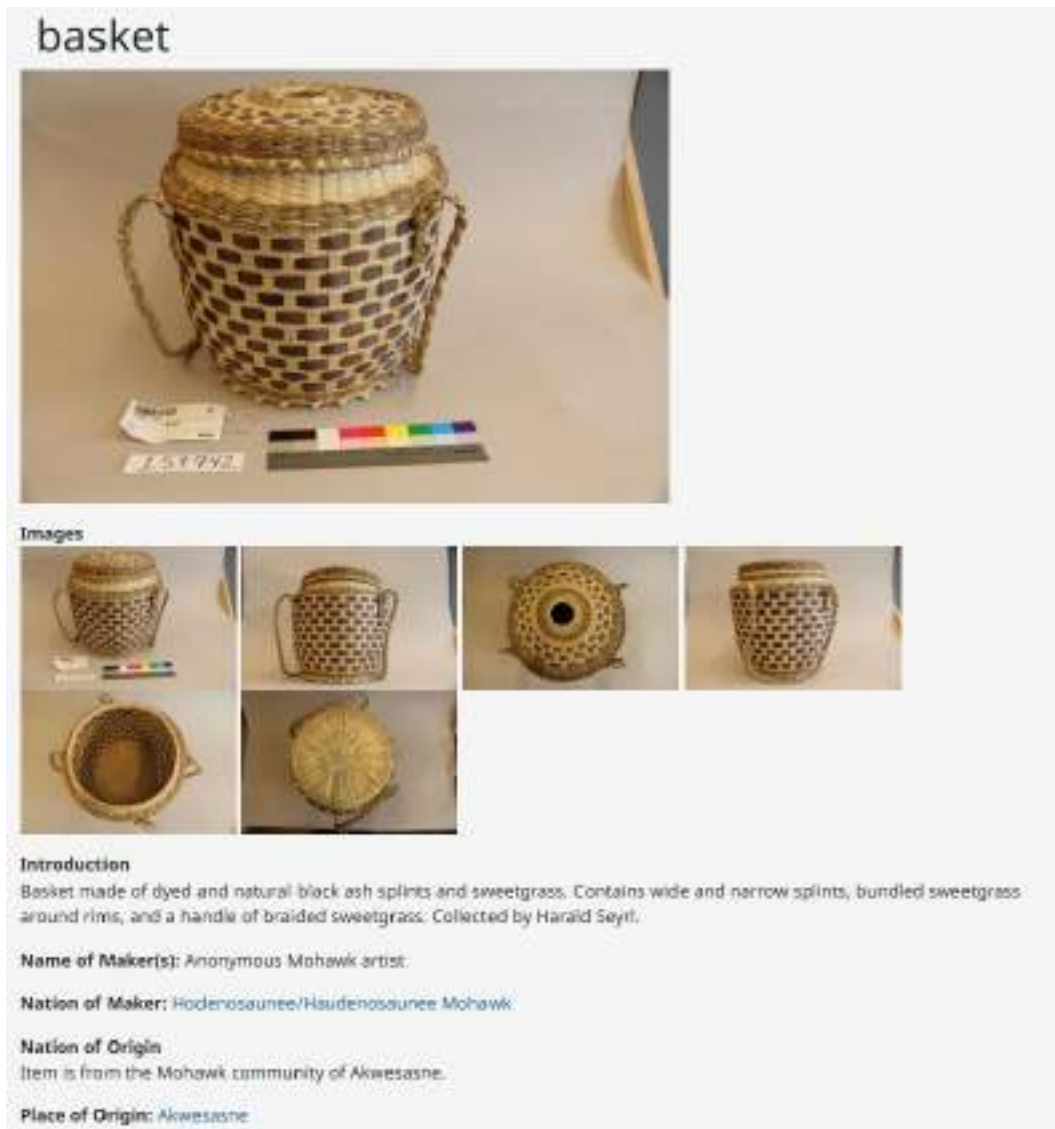 basket
Images
Introduction
Basket made of dyed and natural black ash splints and sweetgrass. Contains wide and narrow splints, bundled sweetgrass
around rims, and a handle of braided sweetgrass. Collected by Harald Seyrl.
Name of Maker(s): Anonymous Mohawk artist
Nation of Maker: Hodenosaunee/Haudenosaunee Mohawk
Nation of Origin
Item is from the Mohawk community of Akwesasne.
Place of Origin: Akwesasne